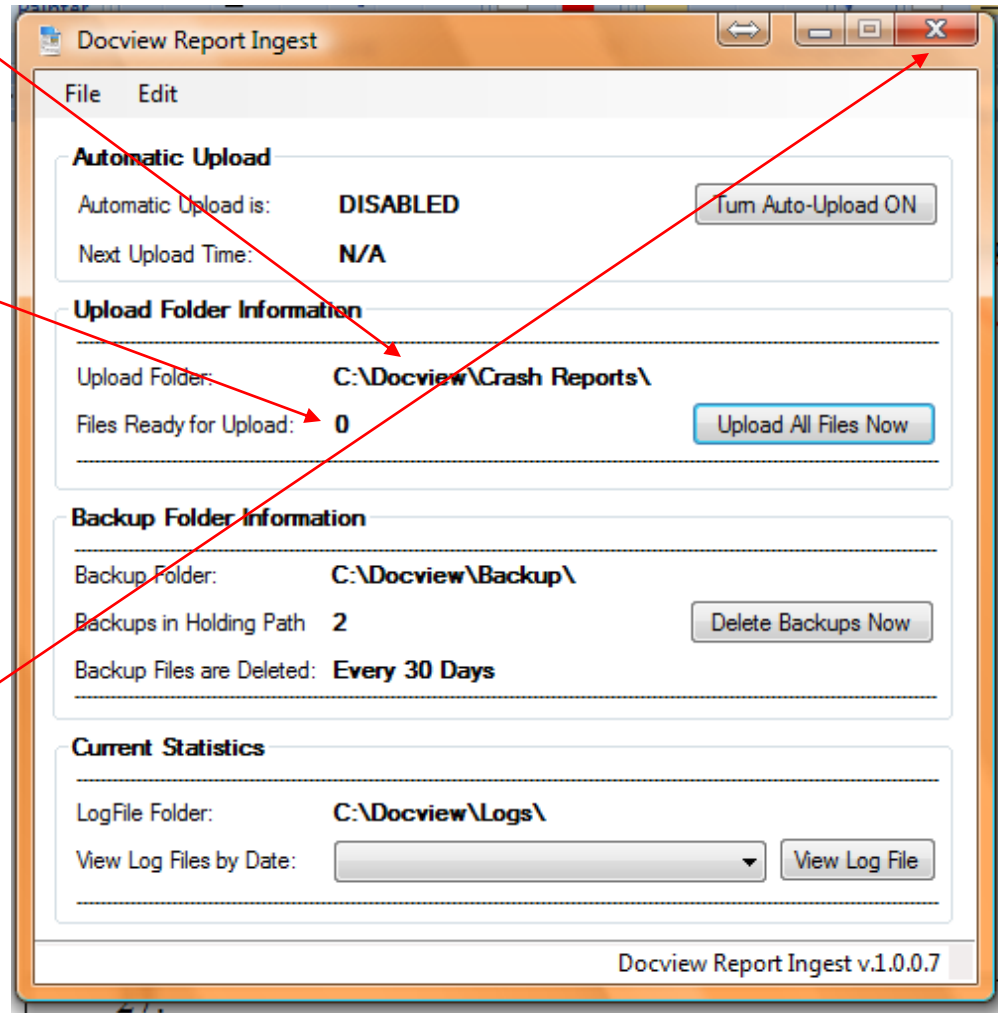 Painter
Docview Report Ingest
File Edit
Automatic Upload
Automatic Upload is: DISABLED Turn Auto-Upload ON
Next Upload Time: N/A
Upload Folder Information
Upload Folder: C:\Docview\Crash Reports\
Files Ready for Upload: 0 Upload All Files Now
Backup Folder Information
Backup Folder: C:\Docview\Backup\
Backups in Holding Path 2 Delete Backups Now
Backup Files are Deleted: Every 30 Days
Current Statistics
LogFile Folder: C:\Docview\Logs\
View Log Files by Date: View Log File
Docview Report Ingest v.1.0.0.7